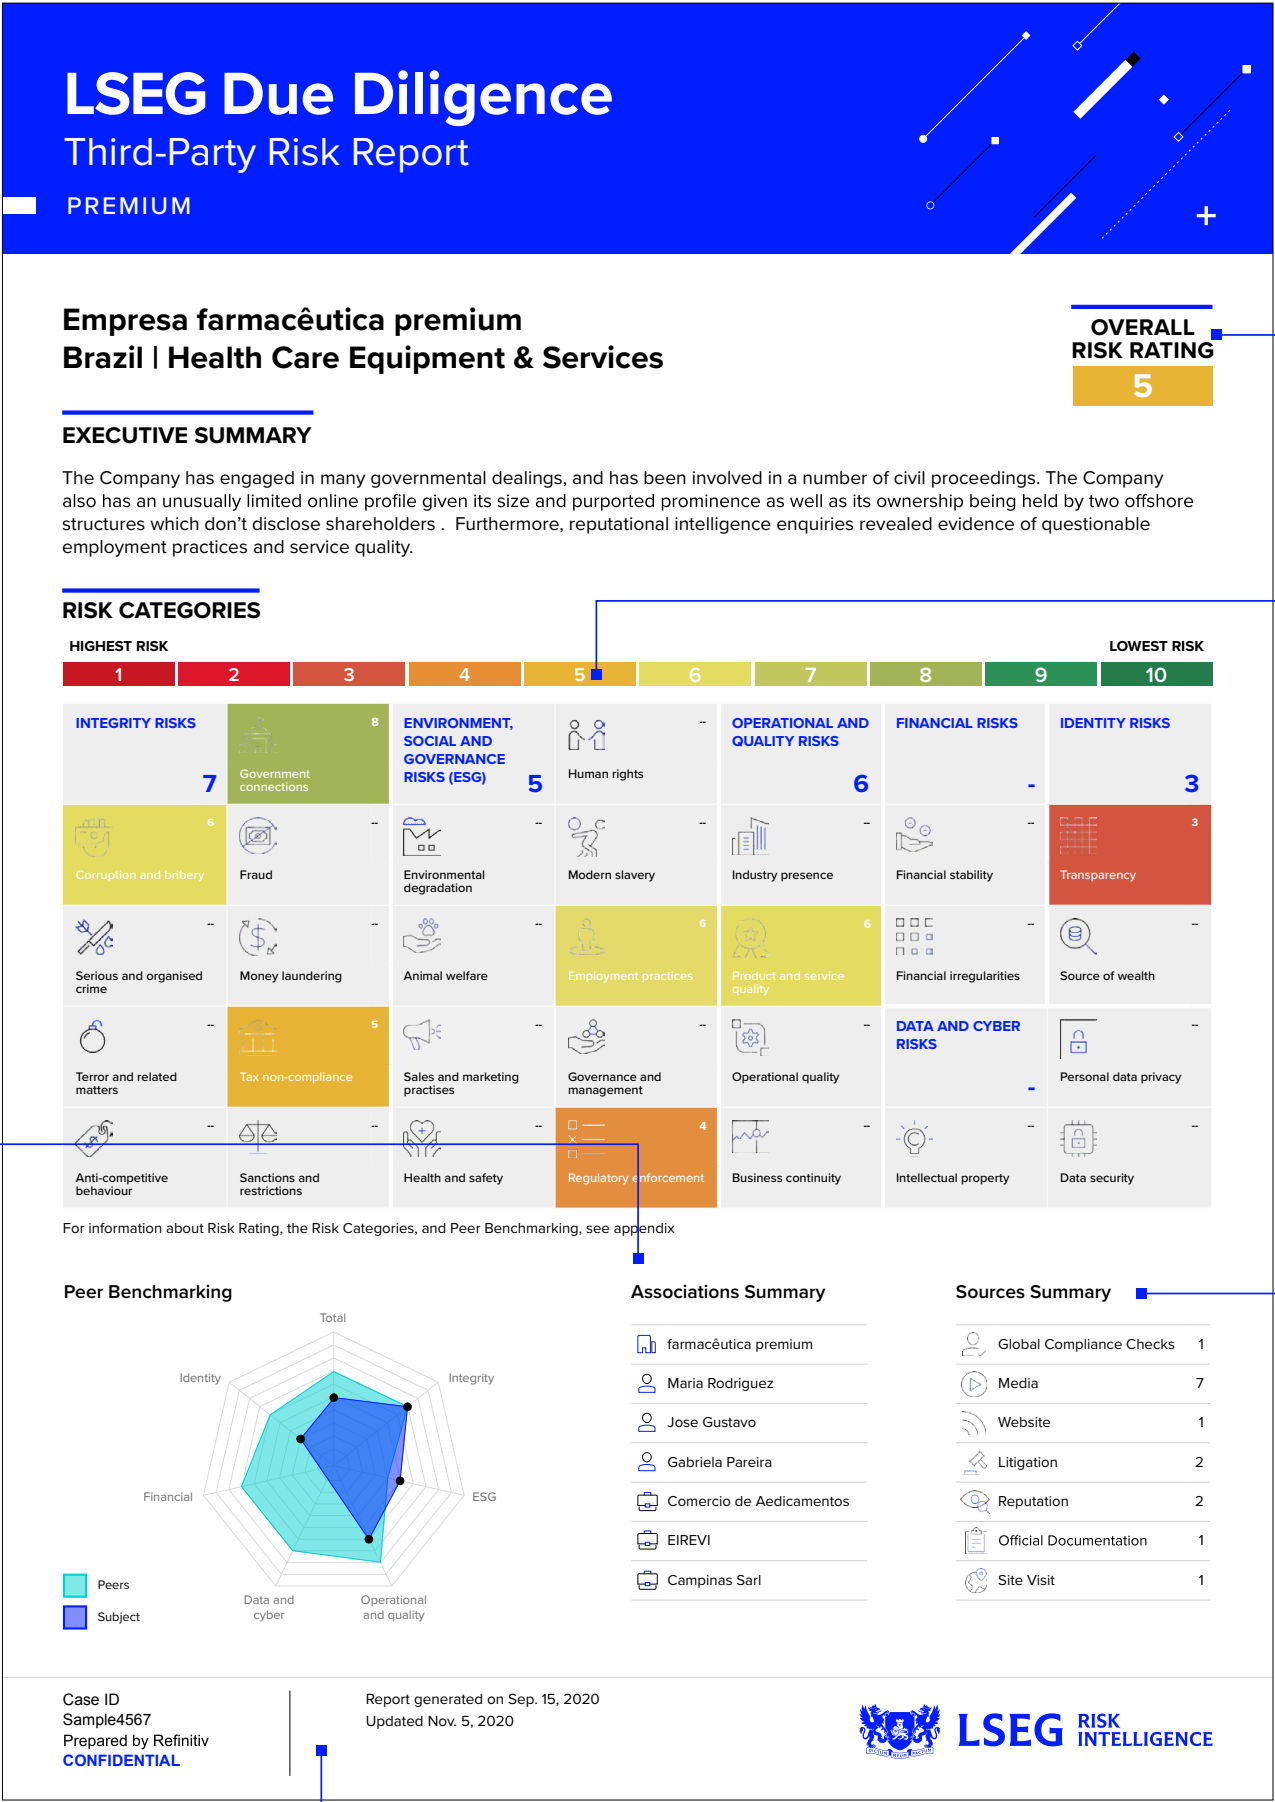 LSEG Due Diligence
Third-Party Risk Report
PREMIUM
Empresa farmacêutica premium
Brazil | Health Care Equipment & Services
OVERALL
RISK RATING
5
EXECUTIVE SUMMARY
The Company has engaged in many governmental dealings, and has been involved in a number of civil proceedings. The Company
also has an unusually limited online profile given its size and purported prominence as well as its ownership being held by two offshore
structures which don't disclose shareholders . Furthermore, reputational intelligence enquiries revealed evidence of questionable
employment practices and service quality.
RISK CATEGORIES
HIGHEST RISK
LOWEST RISK
1 2 3 4 5 6 7 8 9 10
INTEGRITY RISKS
7
8
Government
connections
ENVIRONMENT,
SOCIAL AND
GOVERNANCE
RISKS (ESG)
5
--
Human rights
OPERATIONAL AND
QUALITY RISKS
6
FINANCIAL RISKS
-
IDENTITY RISKS
3
6
Corruption and bribery
--
Fraud
--
Environmental
degradation
--
Modern slavery
--
Industry presence
--
Financial stability
3
Transparency
--
Serious and organised
crime
--
Money laundering
--
Animal welfare
6
Employment practices
6
Product and service
quality
--
Financial irregularities
--
Source of wealth
--
Terror and related
matters
5
Tax non-compliance
--
Sales and marketing
practises
--
Governance and
management
--
Operational quality
DATA AND CYBER
RISKS
-
--
Personal data privacy
--
Anti-competitive
behaviour
--
Sanctions and
restrictions
--
Health and safety
4
Regulatory enforcement
--
Business continuity
--
Intellectual property
--
Data security
For information about Risk Rating, the Risk Categories, and Peer Benchmarking, see appendix
Peer Benchmarking
Total
Identity
Integrity
Financial
ESG
Data and
cyber
Operational
and quality
Peers
Subject
Associations Summary
farmacêutica premium
Maria Rodriguez
Jose Gustavo
Gabriela Pareira
Comercio de Aedicamentos
EIREVI
Campinas Sarl
Sources Summary
Global Compliance Checks 1
Media 7
Website 1
Litigation 2
Reputation 2
Official Documentation 1
Site Visit 1
Case ID
Sample4567
Prepared by Refinitiv
CONFIDENTIAL
Report generated on Sep. 15, 2020
Updated Nov. 5, 2020
LSEG RISK
INTELLIGENCE